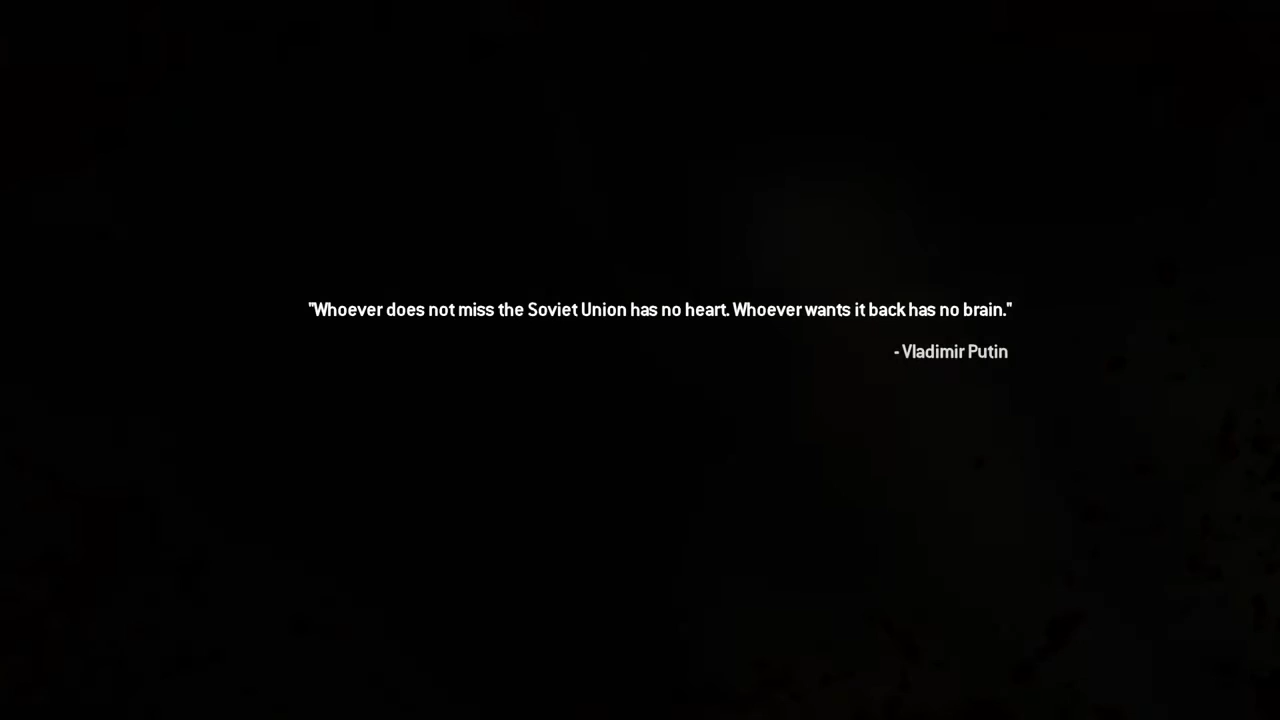 "Whoever does not miss the Soviet Union has no heart. Whoever wants it back has no brain."
- Vladimir Putin